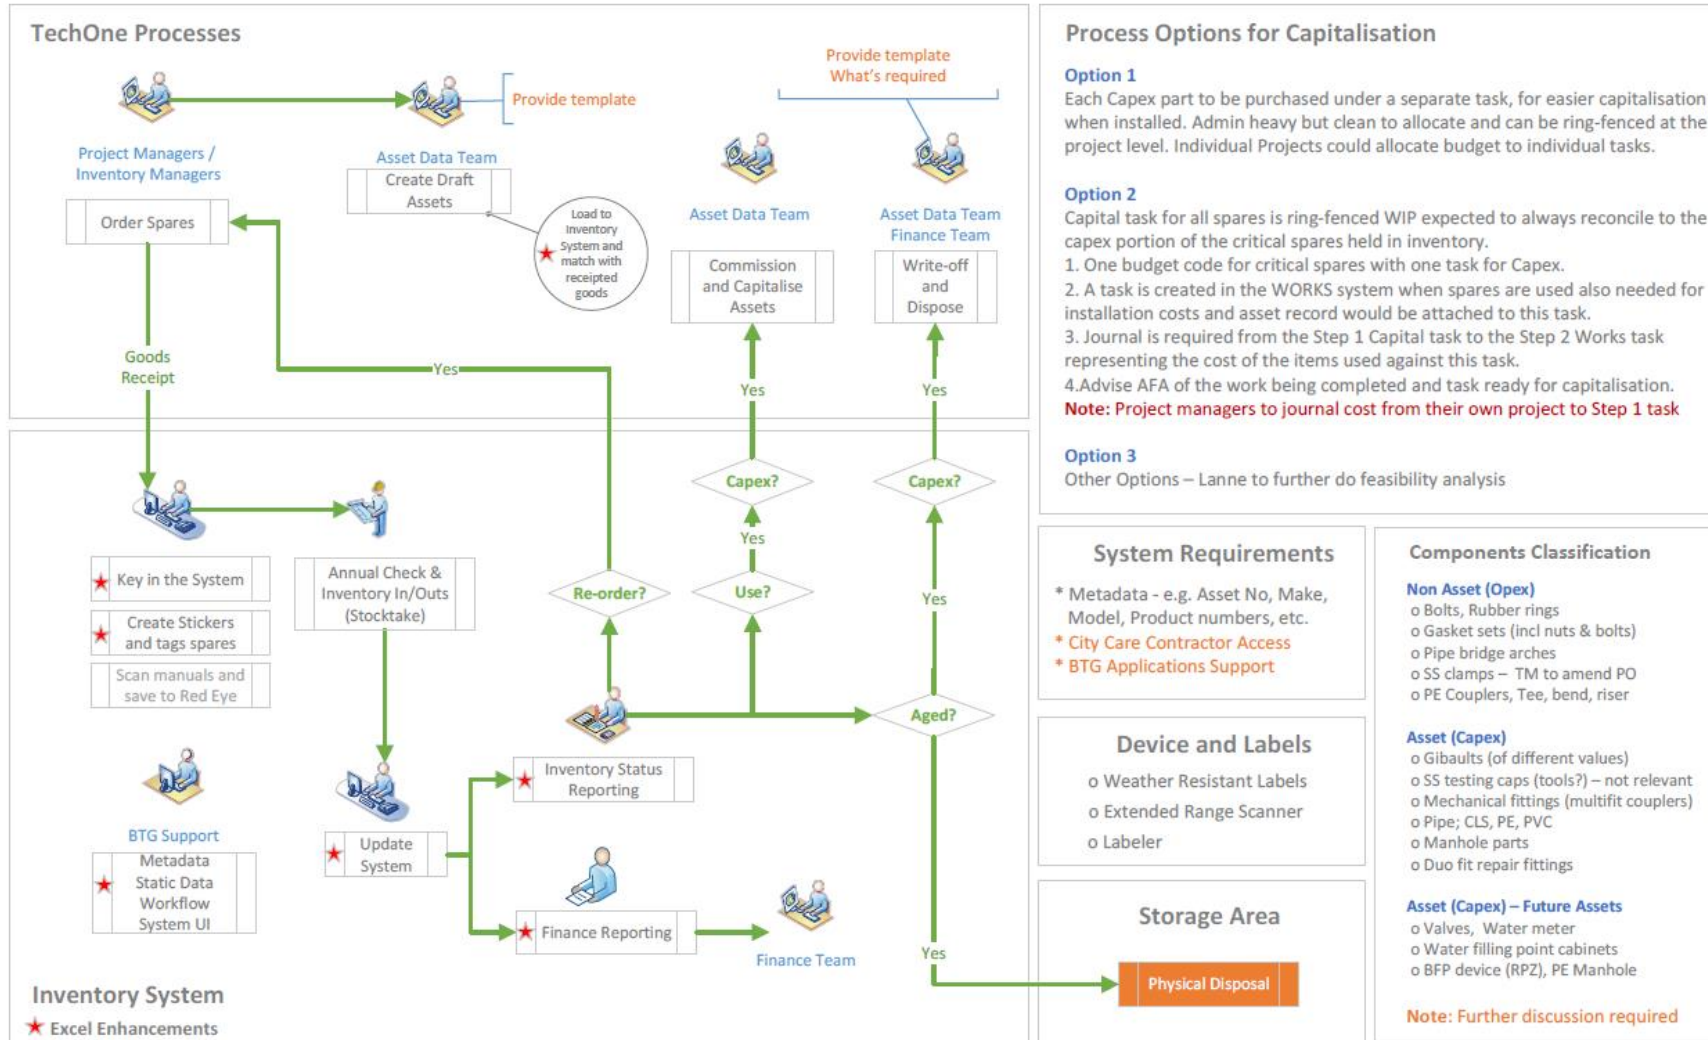 TechOne Processes
Provide template
Project Managers /
Inventory Managers
Order Spares
Asset Data Team
Create Draft
Assets
Load to
Inventory
System and
match with
receipted
goods
Provide template
What's required
Asset Data Team
Commission
and Capitalise
Assets
Asset Data Team
Finance Team
Write-off
and
Dispose
Goods
Receipt
Yes
Yes
Yes
Capex?
Capex?
Yes
Yes
Re-order?
Use?
Aged?
Yes
Key in the System
Create Stickers
and tags spares
Scan manuals and
save to Red Eye
Annual Check &
Inventory In/Outs
(Stocktake)
BTG Support
Metadata
Static Data
Workflow
System UI
Update
System
Inventory Status
Reporting
Finance Reporting
Finance Team
Inventory System
Excel Enhancements
Process Options for Capitalisation
Option 1
Each Capex part to be purchased under a separate task, for easier capitalisation
when installed. Admin heavy but clean to allocate and can be ring-fenced at the
project level. Individual Projects could allocate budget to individual tasks.
Option 2
Capital task for all spares is ring-fenced WIP expected to always reconcile to the
capex portion of the critical spares held in inventory.
1. One budget code for critical spares with one task for Capex.
2. A task is created in the WORKS system when spares are used also needed for
installation costs and asset record would be attached to this task.
3. Journal is required from the Step 1 Capital task to the Step 2 Works task
representing the cost of the items used against this task.
4.Advise AFA of the work being completed and task ready for capitalisation.
Note: Project managers to journal cost from their own project to Step 1 task
Option 3
Other Options – Lanne to further do feasibility analysis
System Requirements
* Metadata - e.g. Asset No, Make,
Model, Product numbers, etc.
* City Care Contractor Access
* BTG Applications Support
Device and Labels
o Weather Resistant Labels
o Extended Range Scanner
o Labeler
Storage Area
Physical Disposal
Components Classification
Non Asset (Opex)
o Bolts, Rubber rings
o Gasket sets (incl nuts & bolts)
o Pipe bridge arches
o SS clamps – TM to amend PO
o PE Couplers, Tee, bend, riser
Asset (Capex)
o Gibaults (of different values)
o SS testing caps (tools?) – not relevant
o Mechanical fittings (multifit couplers)
o Pipe; CLS, PE, PVC
o Manhole parts
o Duo fit repair fittings
Asset (Capex) – Future Assets
o Valves, Water meter
o Water filling point cabinets
o BFP device (RPZ), PE Manhole
Note: Further discussion required